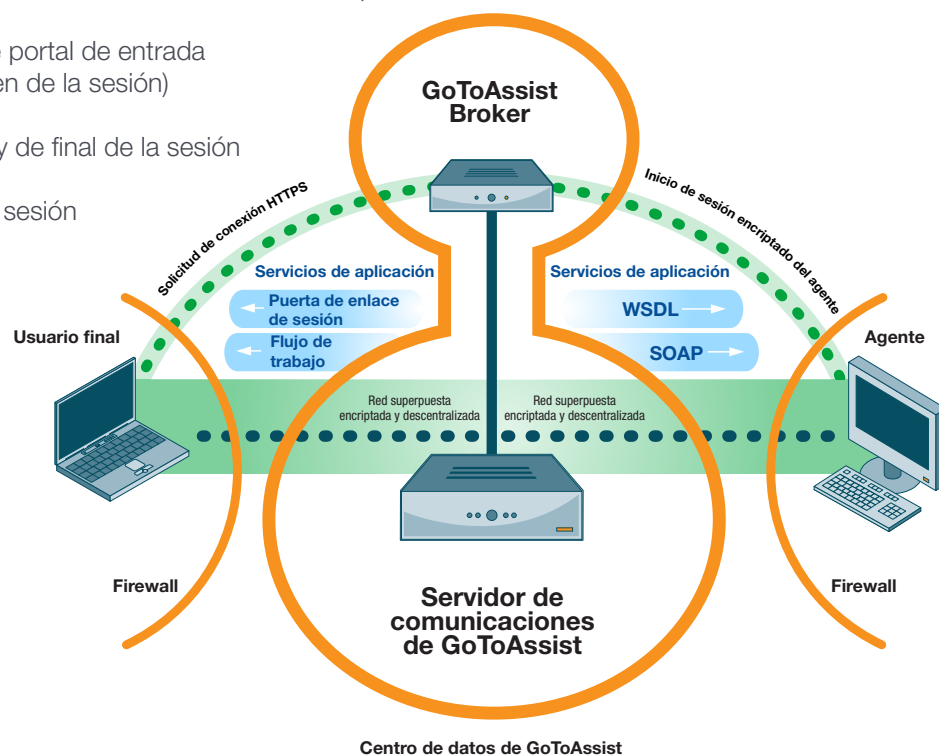 portal de entrada
en de la sesión)
y de final de la sesión
sesión
GoToAssist
Broker
Solicitud de conexión HTTPS
Inicio de sesión encriptado del agente
Servicios de aplicación
Puerta de enlace
de sesión
Flujo de
trabajo
Servicios de aplicación
WSDL
SOAP
Usuario final
Agente
Red superpuesta
encriptada y descentralizada
Red superpuesta
encriptada y descentralizada
Firewall
Firewall
Servidor de
comunicaciones
de GoToAssist
Centro de datos de GoToAssist